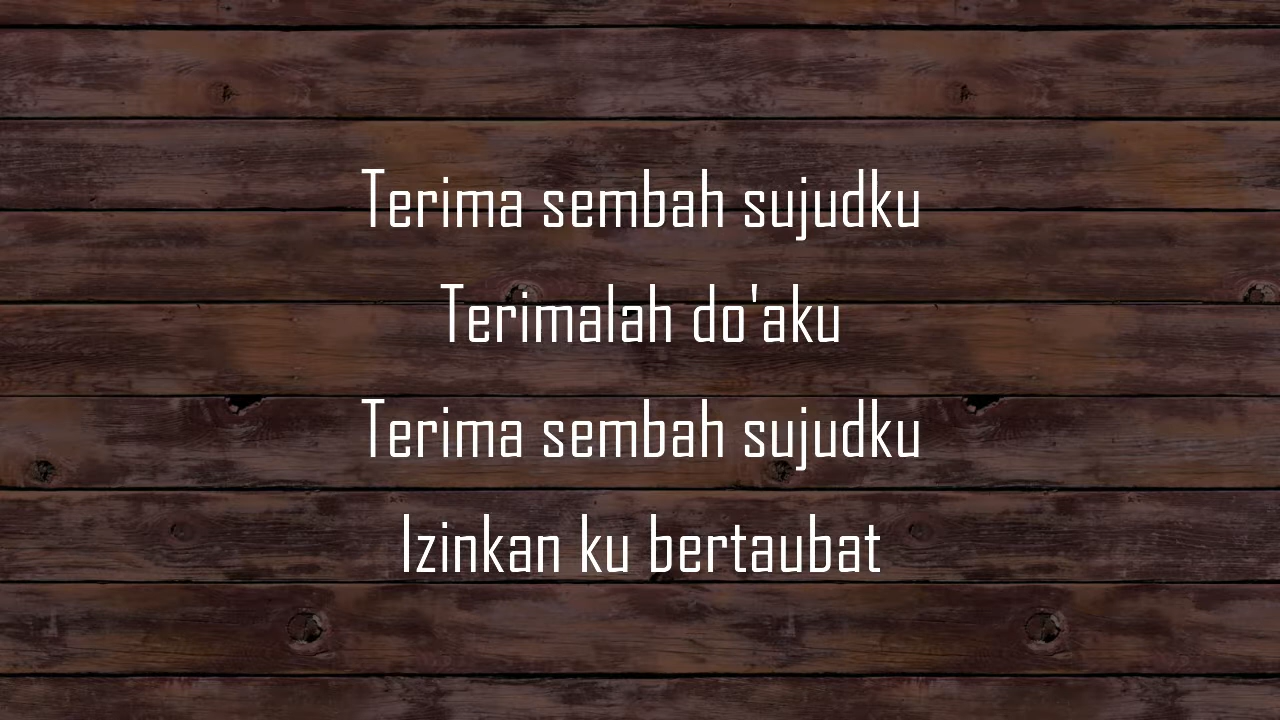 Terima sembah sujudku
Terimalah do'aku
Terima sembah sujudku
Izinkan ku bertaubat